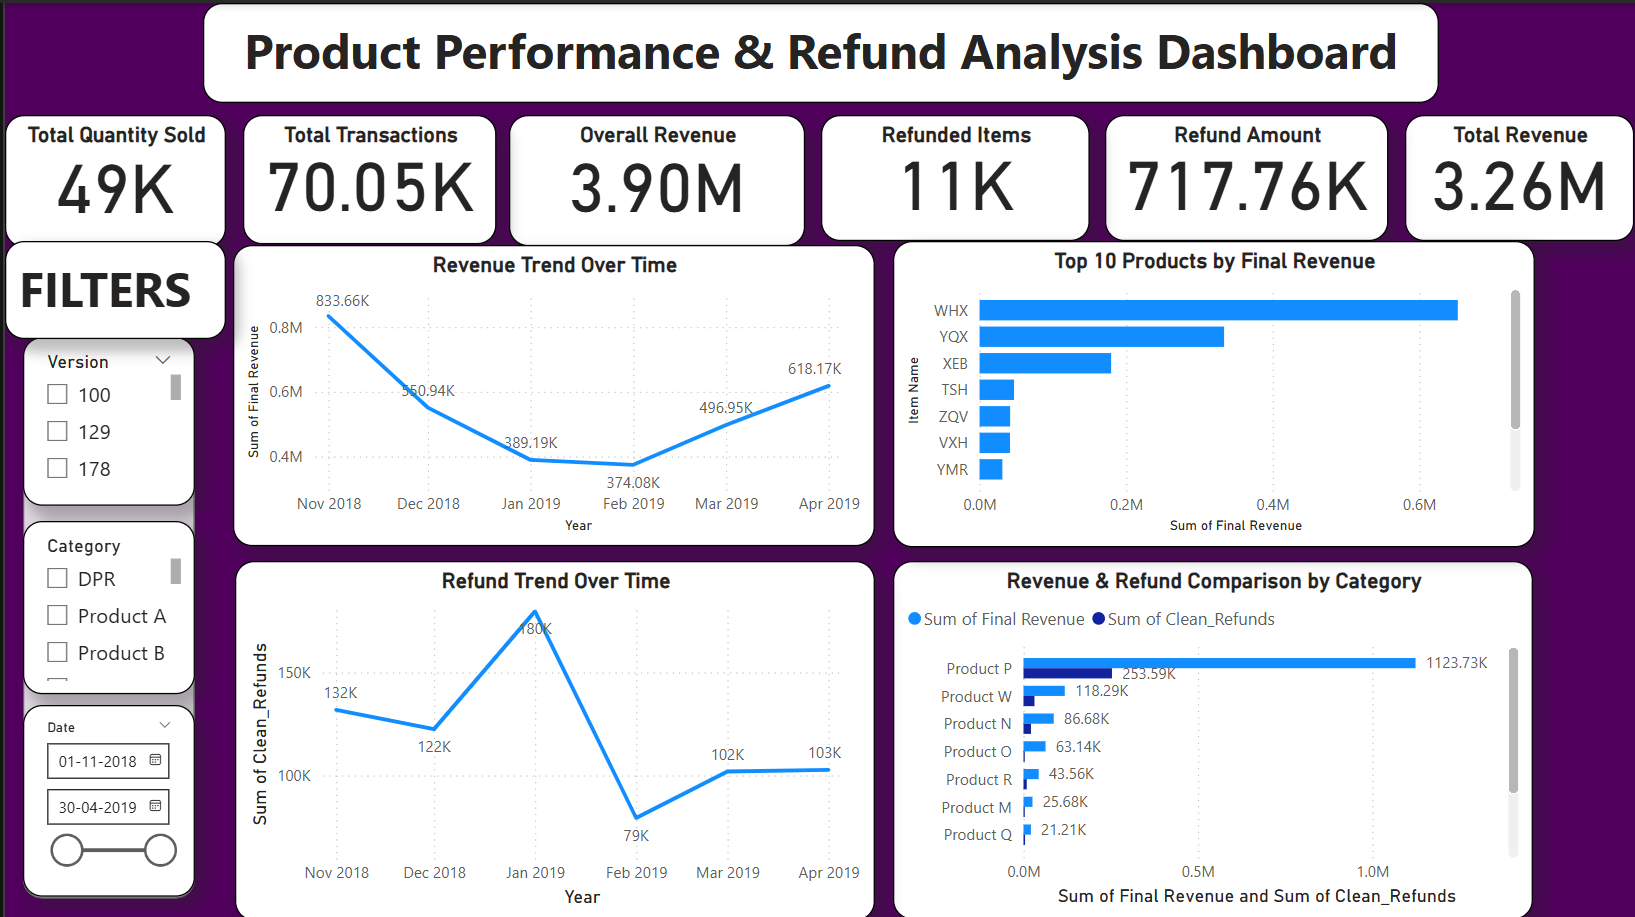 Product Performance & Refund Analysis Dashboard
Total Quantity Sold
49K
Total Transactions
70.05K
Overall Revenue
3.90M
Refunded Items
11K
Refund Amount
717.76K
Total Revenue
3.26M
FILTERS
Version
100
129
178
Category
DPR
Product A
Product B
Date
01-11-2018
30-04-2019
Revenue Trend Over Time
Sum of Final Revenue
0.8M
0.6M
0.4M
833.66K
550.94K
389.19K
374.08K
496.95K
618.17K
Nov 2018
Dec 2018
Jan 2019
Feb 2019
Mar 2019
Apr 2019
Year
Top 10 Products by Final Revenue
Item Name
WHX
YQX
XEB
TSH
ZQV
VXH
YMR
0.0M
0.2M
0.4M
0.6M
Sum of Final Revenue
Refund Trend Over Time
Sum of Clean_Refunds
150K
100K
132K
122K
180K
79K
102K
103K
Nov 2018
Dec 2018
Jan 2019
Feb 2019
Mar 2019
Apr 2019
Year
Revenue & Refund Comparison by Category
Sum of Final Revenue
Sum of Clean_Refunds
Product P
1123.73K
253.59K
Product W
118.29K
Product N
86.68K
Product O
63.14K
Product R
43.56K
Product M
25.68K
Product Q
21.21K
0.0M
0.5M
1.0M
Sum of Final Revenue and Sum of Clean_Refunds